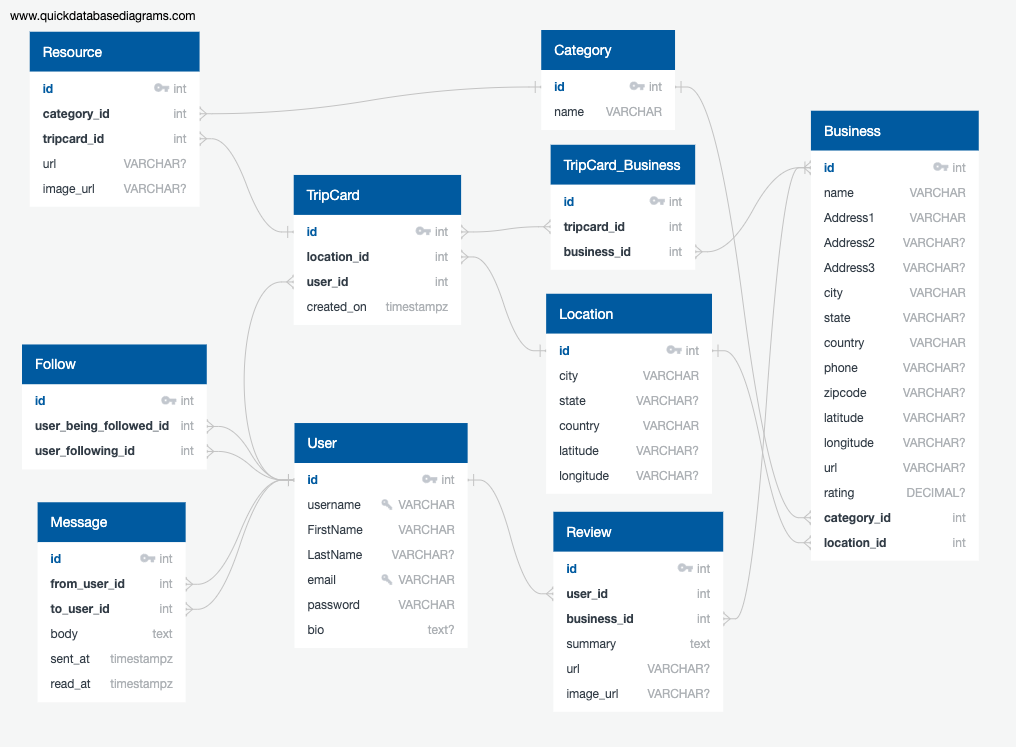 www.quickdatabasediagrams.com
Resource
id int
category_id int
tripcard_id int
url VARCHAR?
image_url VARCHAR?
Category
id int
name VARCHAR
Business
id int
name VARCHAR
Address1 VARCHAR
Address2 VARCHAR?
Address3 VARCHAR?
city VARCHAR
state VARCHAR?
country VARCHAR
phone VARCHAR?
zipcode VARCHAR?
latitude VARCHAR?
longitude VARCHAR?
url VARCHAR?
rating DECIMAL?
category_id int
location_id int
TripCard_Business
id int
tripcard_id int
business_id int
TripCard
id int
location_id int
user_id int
created_on timestampz
Location
id int
city VARCHAR
state VARCHAR?
country VARCHAR
latitude VARCHAR?
longitude VARCHAR?
Follow
id int
user_being_followed_id int
user_following_id int
User
id int
username VARCHAR
FirstName VARCHAR
LastName VARCHAR?
email VARCHAR
password VARCHAR
bio text?
Message
id int
from_user_id int
to_user_id int
body text
sent_at timestampz
read_at timestampz
Review
id int
user_id int
business_id int
summary text
url VARCHAR?
image_url VARCHAR?